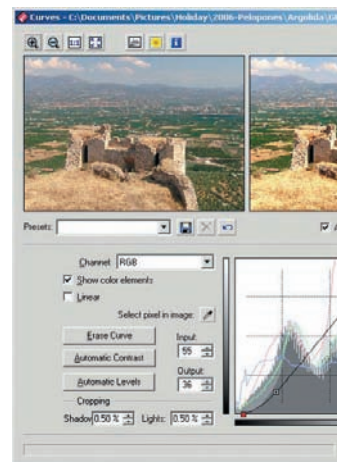 Curves - C:\Documents\Pictures\Holiday\2006-Pelopones\Argolida\
Presets:
Channel RGB
Show color elements
Linear
Select pixel in image:
Erase Curve
Input:
55
Automatic Contrast
Output:
36
Automatic Levels
Cropping
Shadow 0.50 % Lights: 0.50 %